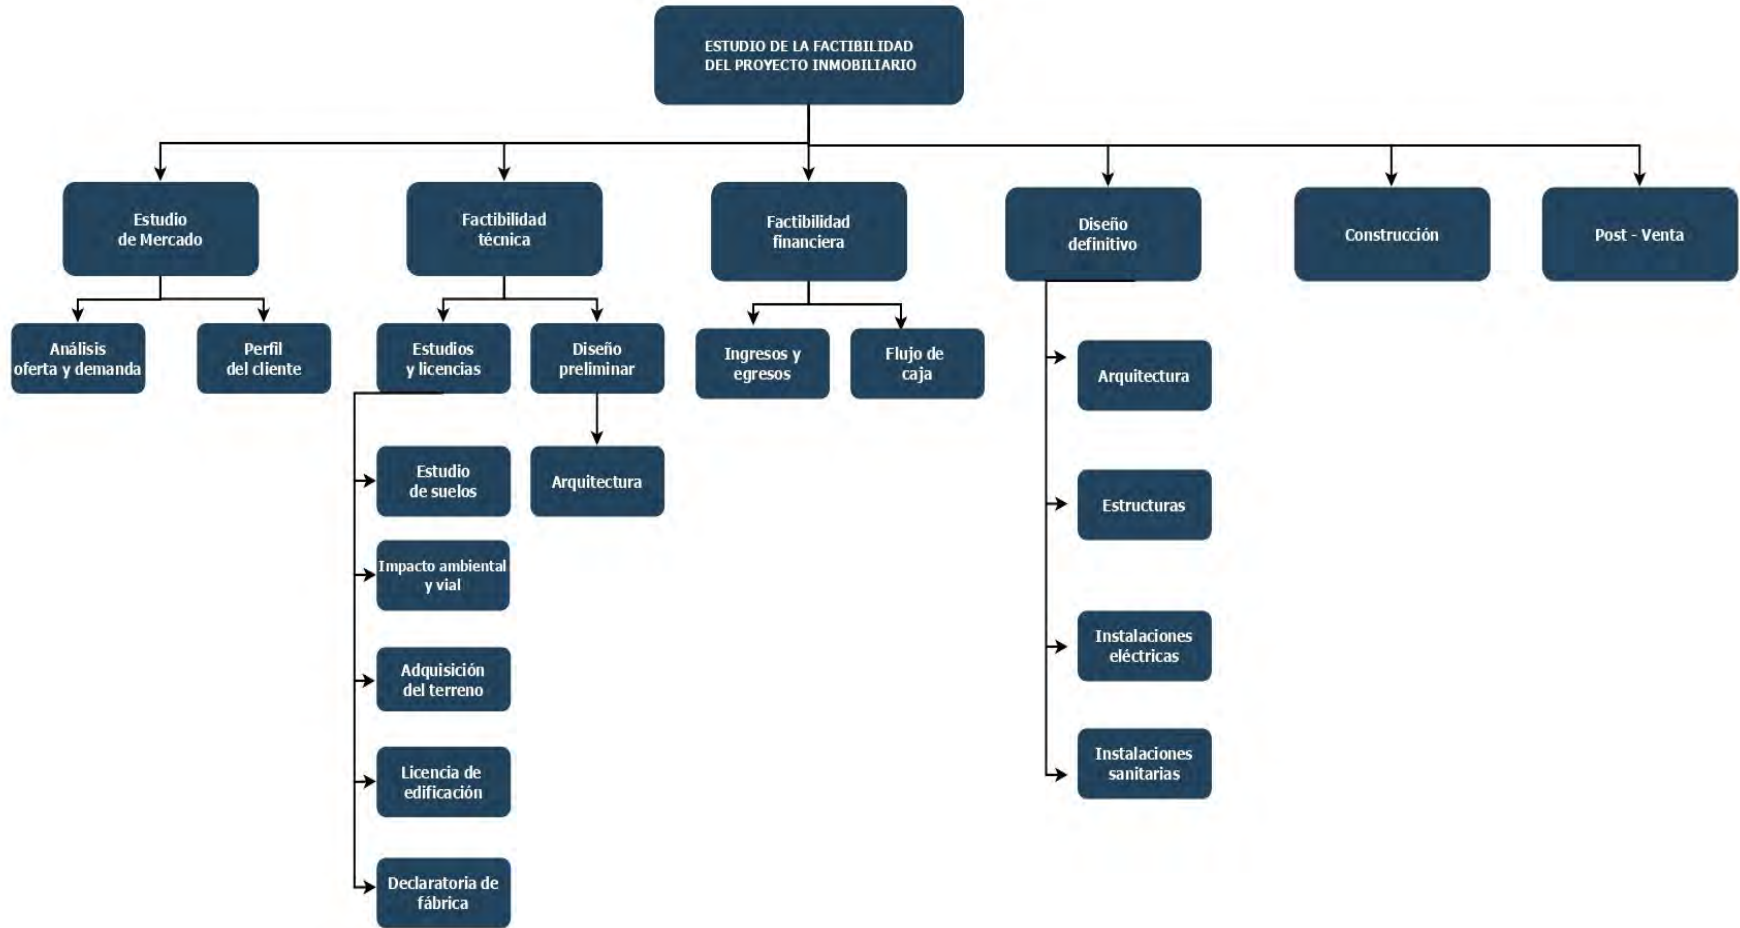 ESTUDIO DE LA FACTIBILIDAD
DEL PROYECTO INMOBILIARIO
Estudio
de Mercado
Factibilidad
técnica
Factibilidad
financiera
Diseño
definitivo
Construcción
Post - Venta
Análisis
oferta y demanda
Perfil
del cliente
Estudios
y licencias
Diseño
preliminar
Ingresos y
egresos
Flujo de
caja
Arquitectura
Estudio
de suelos
Arquitectura
Estructuras
Impacto ambiental
y vial
Instalaciones
eléctricas
Adquisición
del terreno
Instalaciones
sanitarias
Licencia de
edificación
Declaratoria de
fábrica